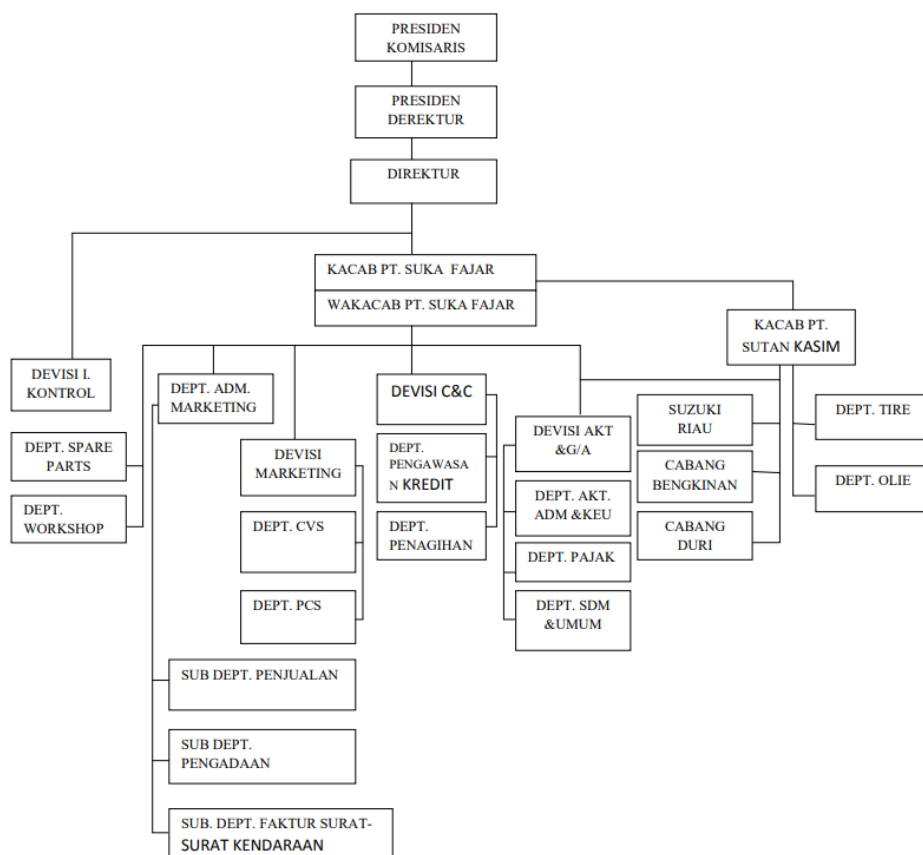 PRESIDEN
KOMISARIS
PRESIDEN
DEREKTUR
DIREKTUR
KACAB PT. SUKA FAJAR
WAKACAB PT. SUKA FAJAR
KACAB PT.
SUTAN KASIM
DEVISI I.
KONTROL
DEPT. ADM.
MARKETING
DEVISI C&C
SUZUKI
RIAU
DEPT. TIRE
DEPT. SPARE
PARTS
DEVISI
MARKETING
DEPT.
PENGAWASA
N KREDIT
DEVISI AKT
&G/A
CABANG
BENGKINAN
DEPT. OLIE
DEPT.
WORKSHOP
DEPT. CVS
DEPT.
PENAGIHAN
DEPT. AKT.
ADM &KEU
CABANG
DURI
DEPT. PAJAK
DEPT. PCS
DEPT. SDM
&UMUM
SUB DEPT. PENJUALAN
SUB DEPT.
PENGADAAN
SUB. DEPT. FAKTUR SURAT-
SURAT KENDARAAN